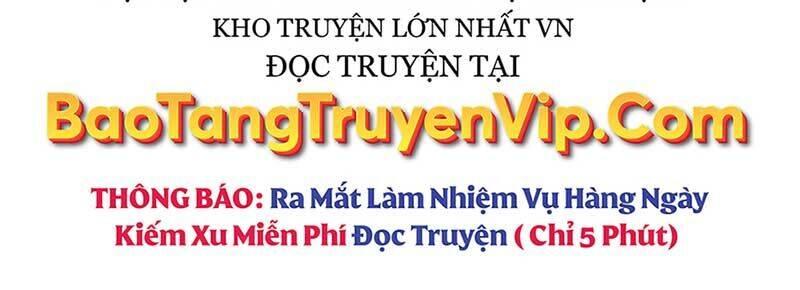 KHO TRUYỆN LỚN NHẤT VN
ĐỌC TRUYỆN TẠI
BaoTangTruyenVip.Com
THÔNG BÁO: Ra Mắt Làm Nhiệm Vụ Hàng Ngày
Kiếm Xu Miễn Phí Đọc Truyện ( Chỉ 5 Phút)